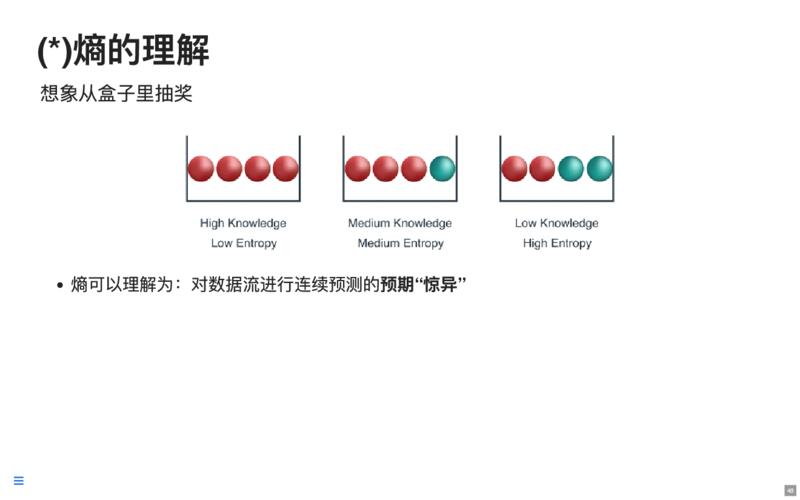 (*)熵的理解
想象从盒子里抽奖
High Knowledge
Low Entropy
Medium Knowledge
Medium Entropy
Low Knowledge
High Entropy
• 熵可以理解为：对数据流进行连续预测的预期“惊异”